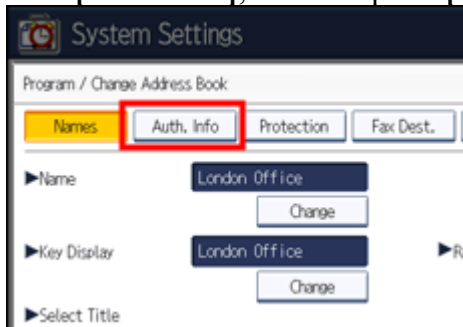 System Settings
Program / Change Address Book
Names Auth. Info Protection Fax Dest.
▶Name London Office
Change
▶Key Display London Office ▶R
Change
▶Select Title